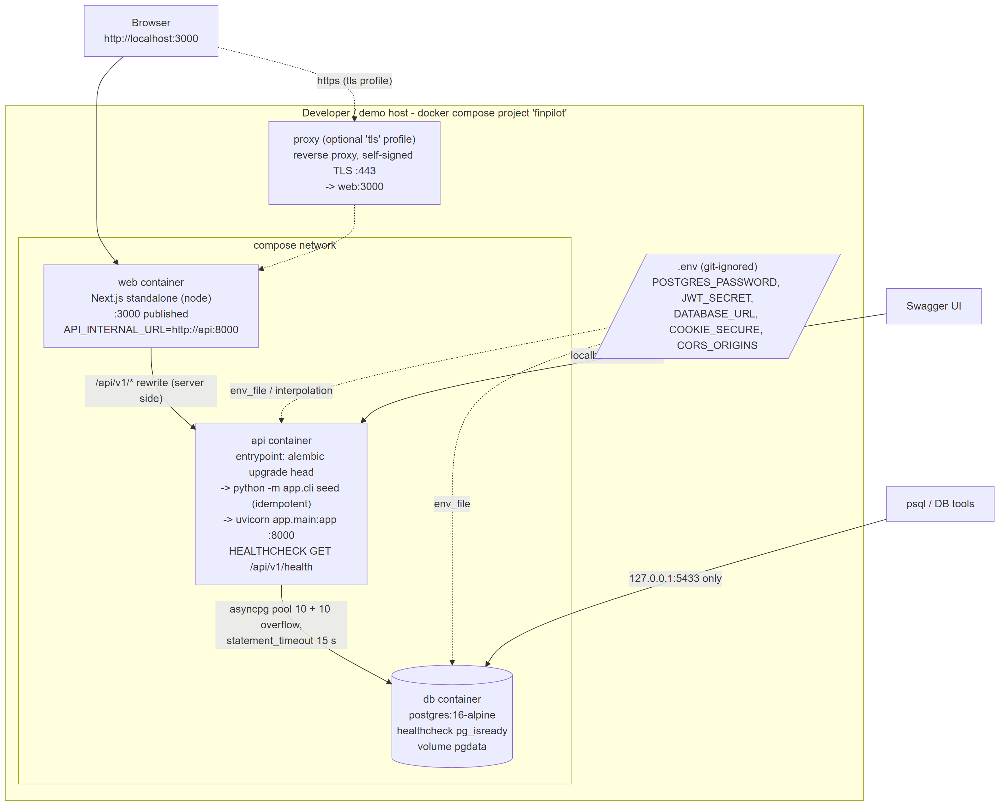 Browser
http://localhost:3000
https (tls profile)
Developer / demo host - docker compose project 'finpilot'
proxy (optional 'tls' profile)
reverse proxy, self-signed
TLS :443
-> web:3000
compose network
web container
Next.js standalone (node)
:3000 published
API_INTERNAL_URL=http://api:8000
.env (git-ignored)
POSTGRES_PASSWORD,
JWT_SECRET,
DATABASE_URL,
COOKIE_SECURE,
CORS_ORIGINS
Swagger UI
/api/v1/* rewrite (server
side)
env_file / interpolation
api container
entrypoint: alembic
upgrade head
-> python -m app.cli seed
(idempotent)
-> uvicorn app.main:app
:8000
HEALTHCHECK GET
/api/v1/health
env_file
psql / DB tools
127.0.0.1:5433 only
asyncpg pool 10 + 10
overflow,
statement_timeout 15 s
db container
postgres:16-alpine
healthcheck pg_isready
volume pgdata